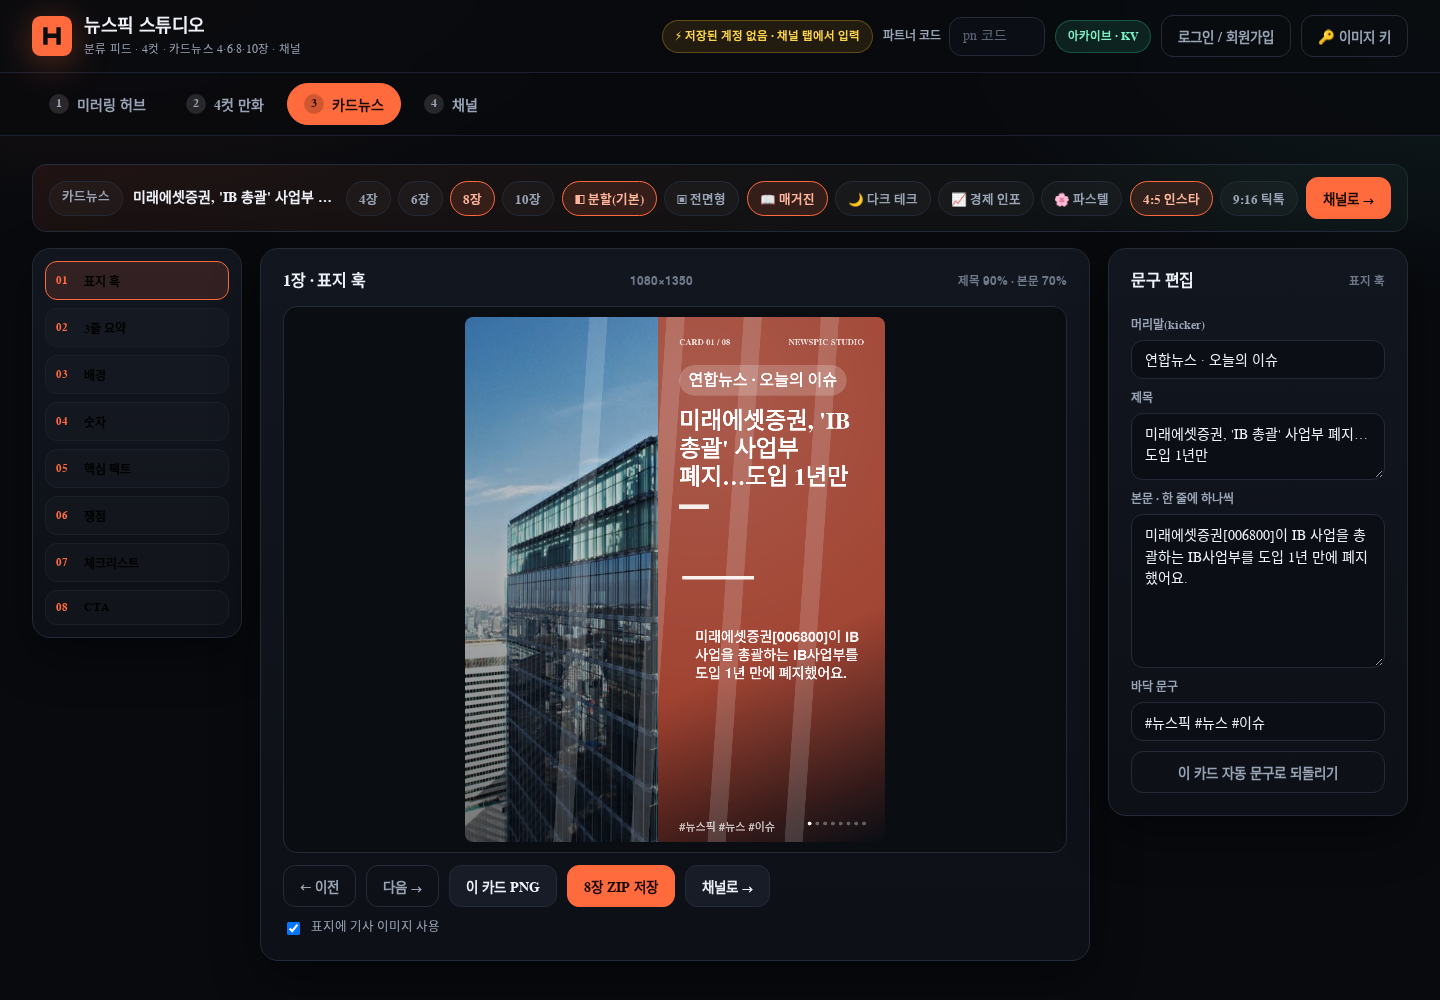 H
뉴스픽 스튜디오
분류 피드 · 4컷 · 카드뉴스 4·6·8·10장 · 채널
⚡ 저장된 계정 없음 · 채널 탭에서 입력
파트너 코드
pn 코드
아카이브 · KV
로그인 / 회원가입
🔑 이미지 키
1 미러링 허브
2 4컷 만화
3 카드뉴스
4 채널
카드뉴스
미래에셋증권, 'IB 총괄' 사업부 …
4장
6장
8장
10장
◧ 분할(기본)
▣ 전면형
📖 매거진
🌙 다크 테크
📈 경제 인포
🌸 파스텔
4:5 인스타
9:16 틱톡
채널로 →
01 표지 훅
02 3줄 요약
03 배경
04 숫자
05 핵심 팩트
06 쟁점
07 체크리스트
08 CTA
1장 · 표지 훅
1080×1350
제목 90% · 본문 70%
CARD 01 / 08
NEWSPIC STUDIO
연합뉴스 · 오늘의 이슈
미래에셋증권, 'IB
총괄' 사업부
폐지…도입 1년만
미래에셋증권[006800]이 IB
사업을 총괄하는 IB사업부를
도입 1년 만에 폐지했어요.
#뉴스픽 #뉴스 #이슈
← 이전
다음 →
이 카드 PNG
8장 ZIP 저장
채널로 →
표지에 기사 이미지 사용
문구 편집
표지 훅
머리말(kicker)
연합뉴스 · 오늘의 이슈
제목
미래에셋증권, 'IB 총괄' 사업부 폐지…
도입 1년만
본문 · 한 줄에 하나씩
미래에셋증권[006800]이 IB 사업을 총
괄하는 IB사업부를 도입 1년 만에 폐지
했어요.
바닥 문구
#뉴스픽 #뉴스 #이슈
이 카드 자동 문구로 되돌리기